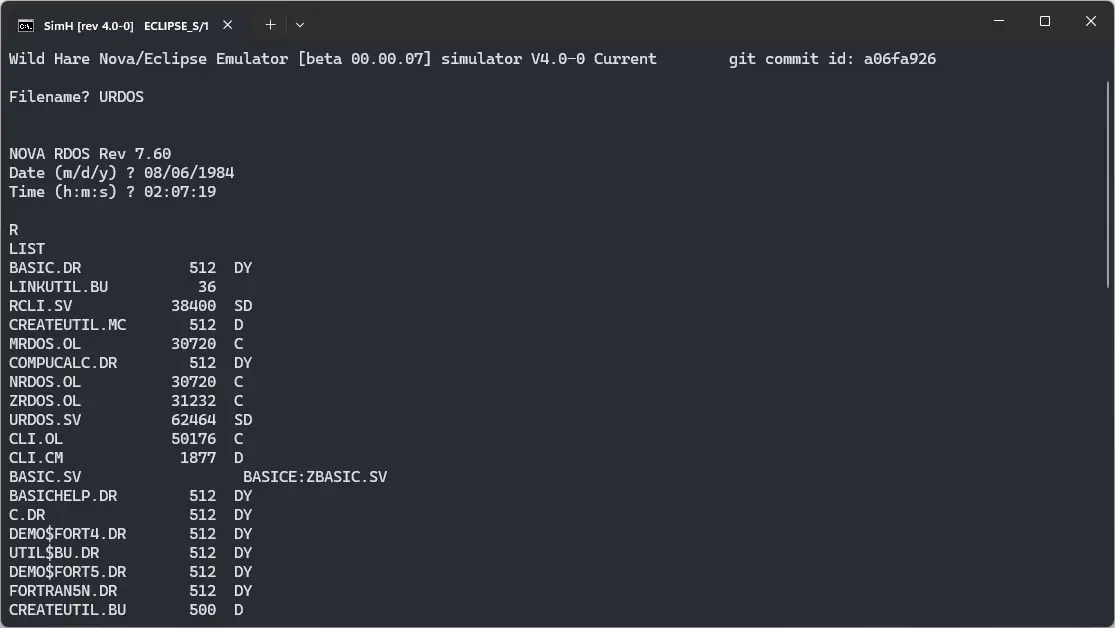 SimH [rev 4.0-0] ECLIPSE_S/1
Wild Hare Nova/Eclipse Emulator [beta 00.00.07] simulator V4.0-0 Current        git commit id: a06fa926
Filename? URDOS
NOVA RDOS Rev 7.60
Date (m/d/y) ? 08/06/1984
Time (h:m:s) ? 02:07:19
R
LIST
BASIC.DR            512  DY
LINKUTIL.BU          36
RCLI.SV           38400  SD
CREATEUTIL.MC       512  D
MRDOS.OL          30720  C
COMPUCALC.DR        512  DY
NRDOS.OL          30720  C
ZRDOS.OL          31232  C
URDOS.SV          62464  SD
CLI.OL            50176  C
CLI.CM             1877  D
BASIC.SV                  BASICE:ZBASIC.SV
BASICHELP.DR        512  DY
C.DR                512  DY
DEMO$FORT4.DR       512  DY
UTIL$BU.DR          512  DY
DEMO$FORT5.DR       512  DY
FORTRAN5N.DR        512  DY
CREATEUTIL.BU       500  D